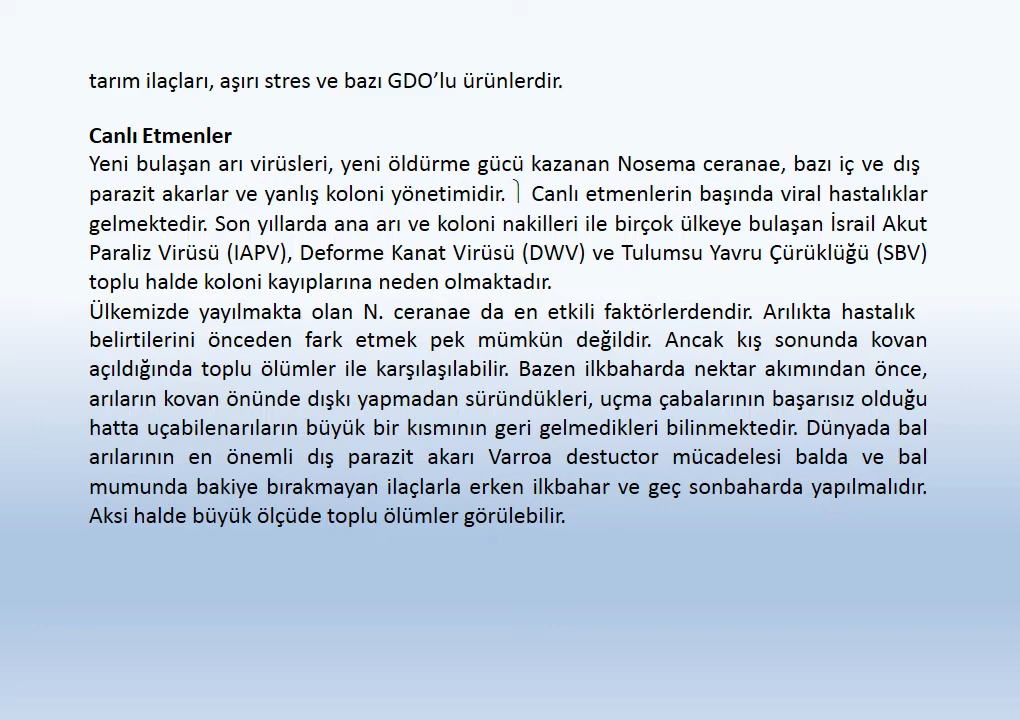 tarım ilaçları, aşırı stres ve bazı GDO’lu ürünlerdir.
Canlı Etmenler
Yeni bulaşan arı virüsleri, yeni öldürme gücü kazanan Nosema ceranae, bazı iç ve dış
parazit akarlar ve yanlış koloni yönetimidir. ⎫ Canlı etmenlerin başında viral hastalıklar
gelmektedir. Son yıllarda ana arı ve koloni nakilleri ile birçok ülkeye bulaşan İsrail Akut
Paraliz Virüsü (IAPV), Deforme Kanat Virüsü (DWV) ve Tulumsu Yavru Çürüklüğü (SBV)
toplu halde koloni kayıplarına neden olmaktadır.
Ülkemizde yayılmakta olan N. ceranae da en etkili faktörlerdendir. Arılıkta hastalık
belirtilerini önceden fark etmek pek mümkün değildir. Ancak kış sonunda kovan
açıldığında toplu ölümler ile karşılaşılabilir. Bazen ilkbaharda nektar akımından önce,
arıların kovan önünde dışkı yapmadan süründükleri, uçma çabalarının başarısız olduğu
hatta uçabilenarıların büyük bir kısmının geri gelmedikleri bilinmektedir. Dünyada bal
arılarının en önemli dış parazit akarı Varroa destuctor mücadelesi balda ve bal
mumunda bakiye bırakmayan ilaçlarla erken ilkbahar ve geç sonbaharda yapılmalıdır.
Aksi halde büyük ölçüde toplu ölümler görülebilir.